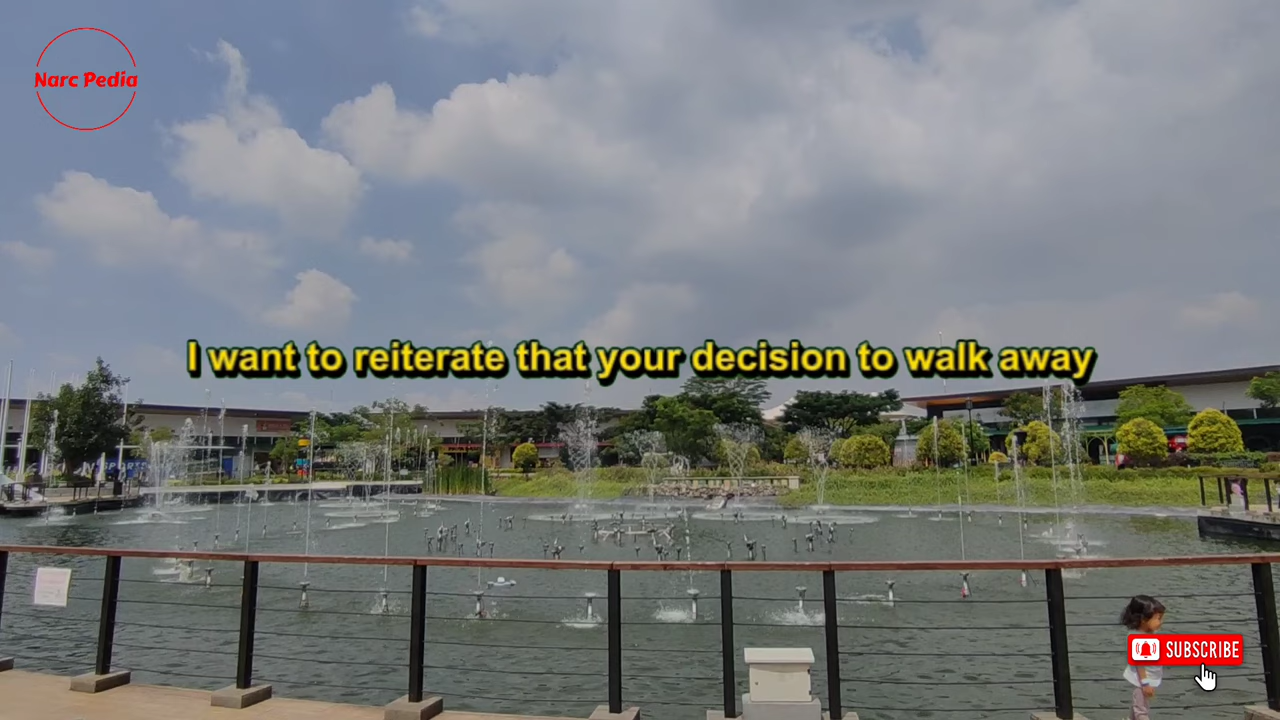 Narc Pedia
I want to reiterate that your decision to walk away
SUBSCRIBE